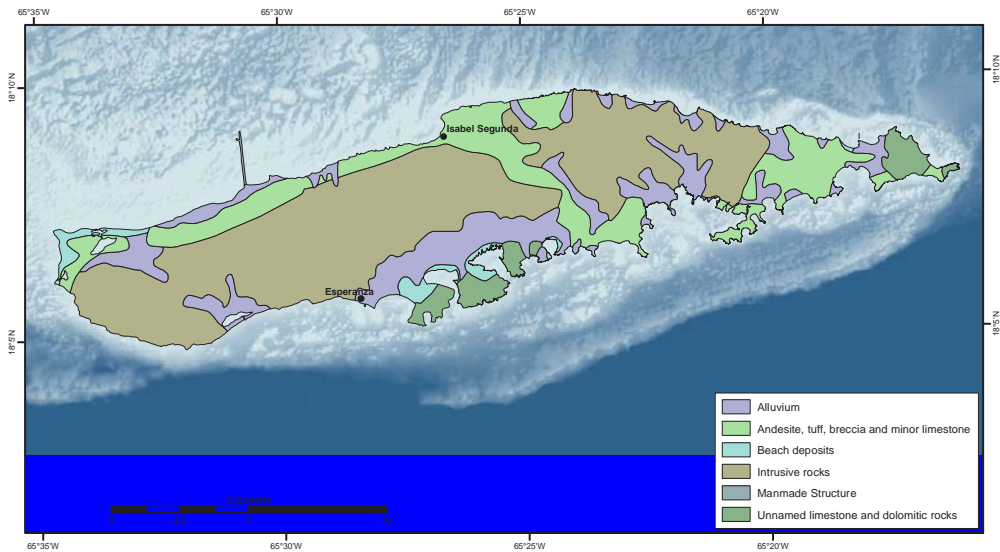 65°35'W 65°30'W 65°25'W 65°20'W
18°10'N 18°10'N
Isabel Segunda
Esperanza
18°5'N 18°5'N
Alluvium
Andesite, tuff, breccia and minor limestone
Beach deposits
Intrusive rocks
Manmade Structure
Unnamed limestone and dolomitic rocks
Kilometers
0 2.5 5 10
65°35'W 65°30'W 65°25'W 65°20'W